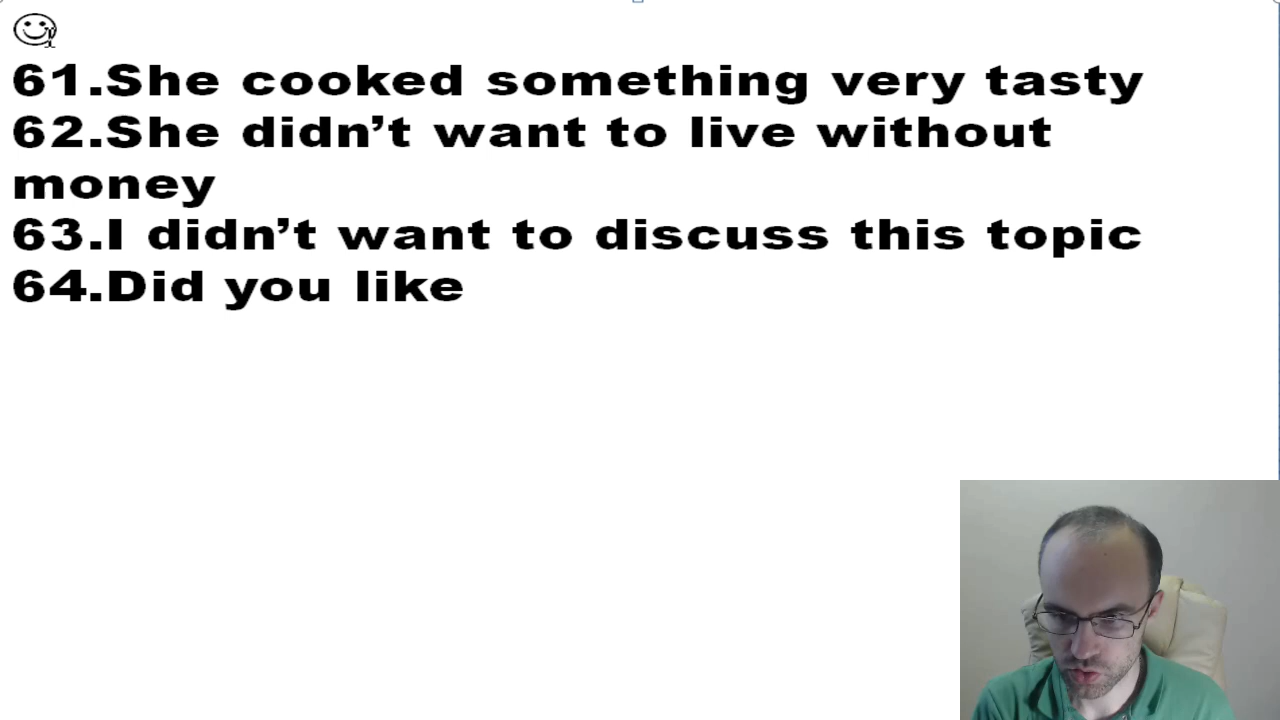 61.She cooked something very tasty
62.She didn’t want to live without
money
63.I didn’t want to discuss this topic
64.Did you like